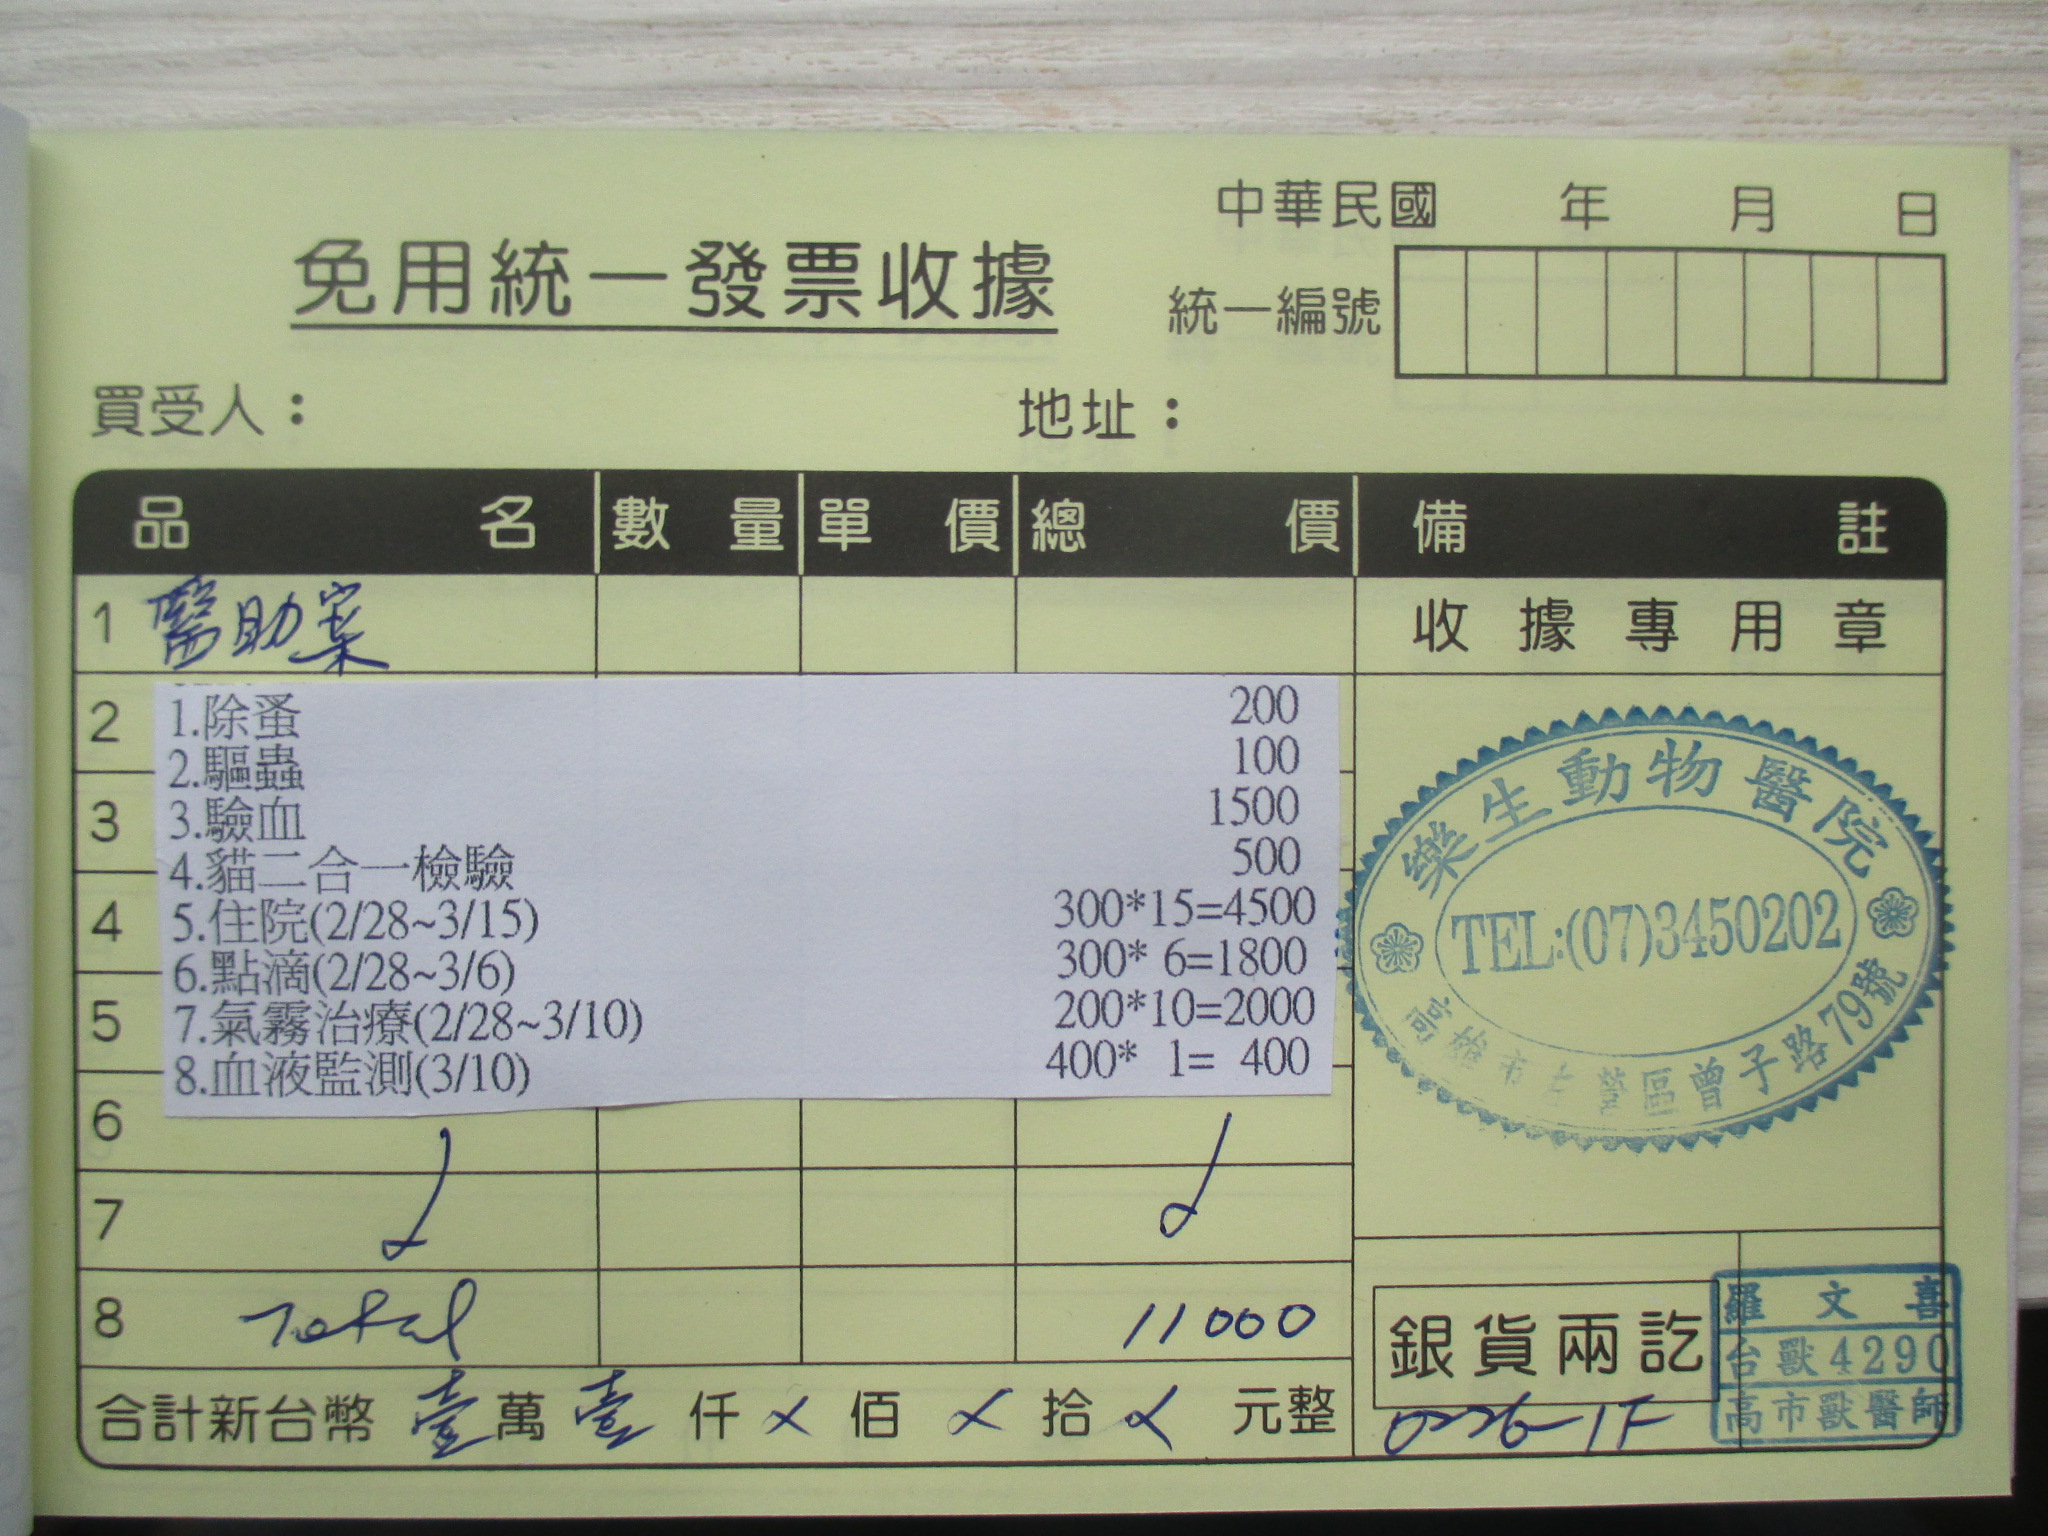 中華民國 年 月 日
免用統一發票收據
統一編號
買受人： 地址：
品名 數量 單價 總價 備註
1 醫助案
收據專用章
2
3
4
5
6
7
8
1.除蚤 200
2.驅蟲 100
3.驗血 1500
4.貓二合一檢驗 500
5.住院(2/28~3/15) 300*15=4500
6.點滴(2/28~3/6) 300* 6=1800
7.氣霧治療(2/28~3/10) 200*10=2000
8.血液監測(3/10) 400* 1= 400
樂生動物醫院
TEL:(07)3450202
高雄市左營區曾子路79號
Total 11000
合計新台幣 壹萬壹仟 佰 拾 元整
銀貨兩訖
0226-1F
羅文喜
台獸4290
高市獸醫師